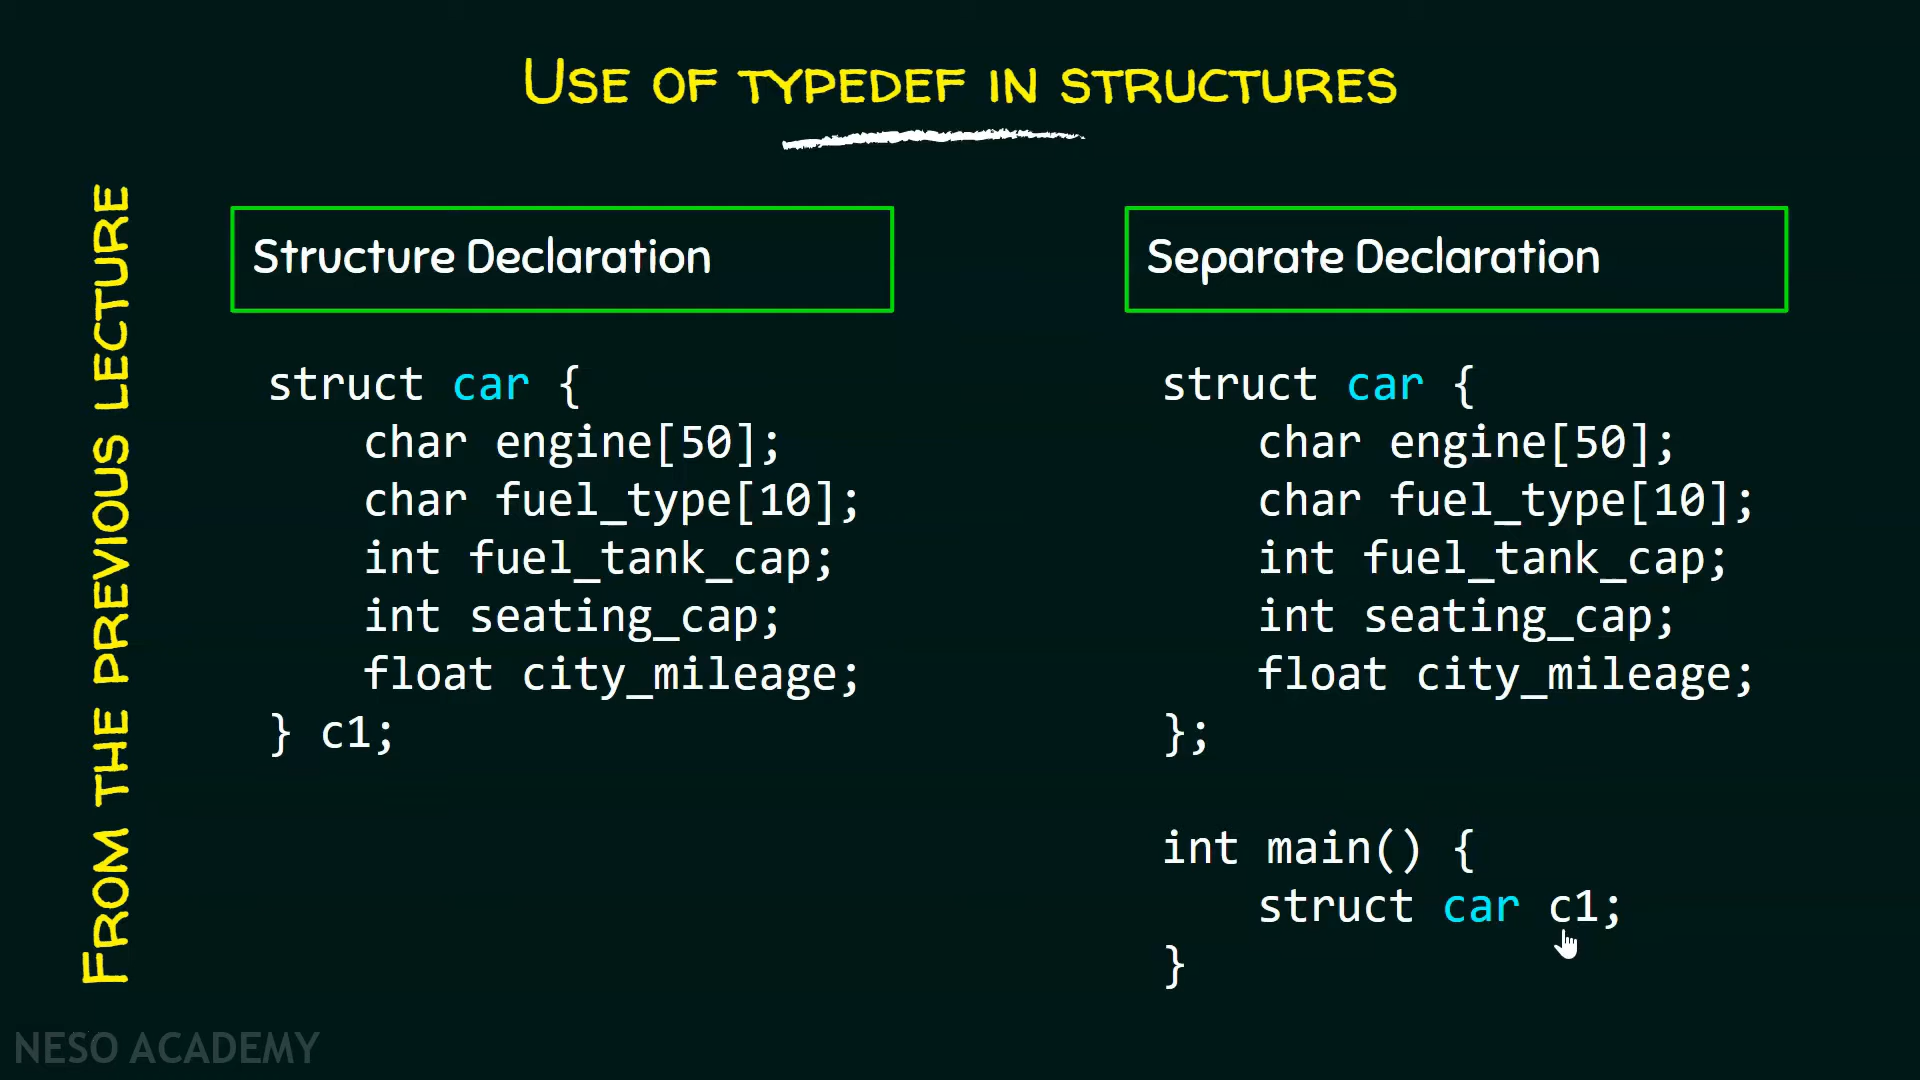 USE OF TYPEDEF IN STRUCTURES
FROM THE PREVIOUS LECTURE
Structure Declaration
struct car {
char engine[50];
char fuel_type[10];
int fuel_tank_cap;
int seating_cap;
float city_mileage;
} c1;
Separate Declaration
struct car {
char engine[50];
char fuel_type[10];
int fuel_tank_cap;
int seating_cap;
float city_mileage;
};
int main() {
struct car c1;
}
NESO ACADEMY